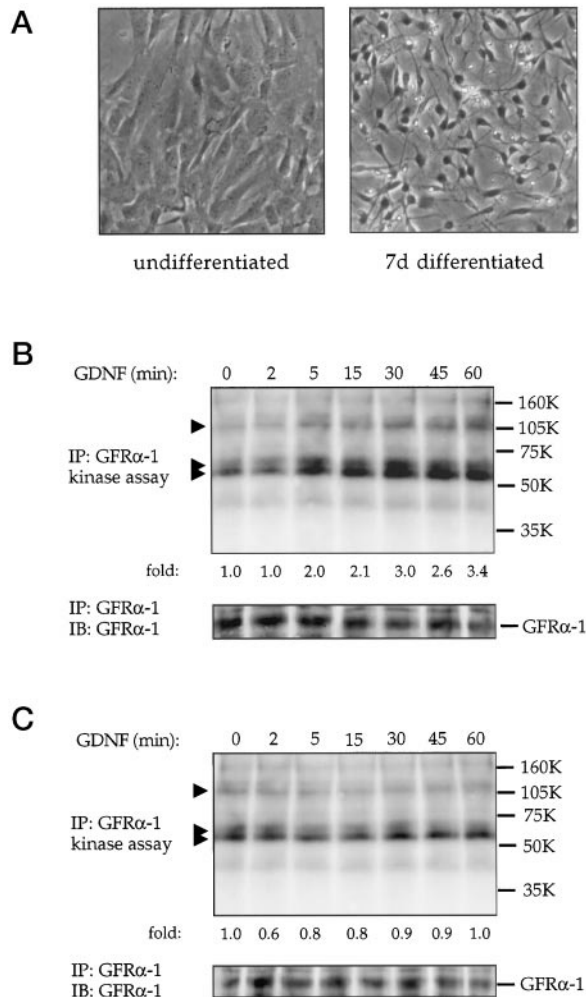 A
undifferentiated
7d differentiated
B
GDNF (min): 0 2 5 15 30 45 60
160K
105K
75K
IP: GFRα-1
kinase assay
50K
35K
fold: 1.0 1.0 2.0 2.1 3.0 2.6 3.4
IP: GFRα-1
IB: GFRα-1
GFRα-1
C
GDNF (min): 0 2 5 15 30 45 60
160K
105K
75K
IP: GFRα-1
kinase assay
50K
35K
fold: 1.0 0.6 0.8 0.8 0.9 0.9 1.0
IP: GFRα-1
IB: GFRα-1
GFRα-1